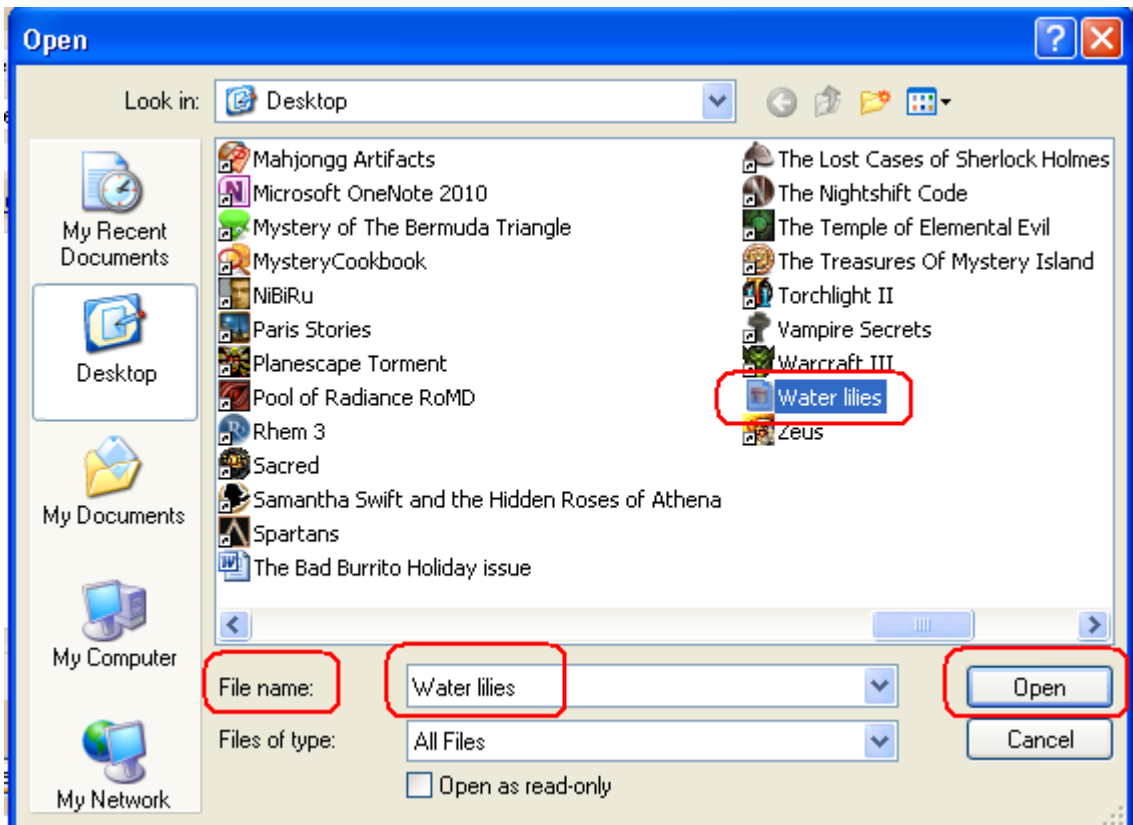 Open
Look in:
Desktop
My Recent
Documents
Desktop
My Documents
My Computer
My Network
Mahjongg Artifacts
Microsoft OneNote 2010
Mystery of The Bermuda Triangle
MysteryCookbook
NiBiRu
Paris Stories
Planescape Torment
Pool of Radiance RoMD
Rhem 3
Sacred
Samantha Swift and the Hidden Roses of Athena
Spartans
The Bad Burrito Holiday issue
The Lost Cases of Sherlock Holmes
The Nightshift Code
The Temple of Elemental Evil
The Treasures Of Mystery Island
Torchlight II
Vampire Secrets
Warcraft III
Water lilies
Zeus
File name:
Water lilies
Open
Files of type:
All Files
Cancel
Open as read-only